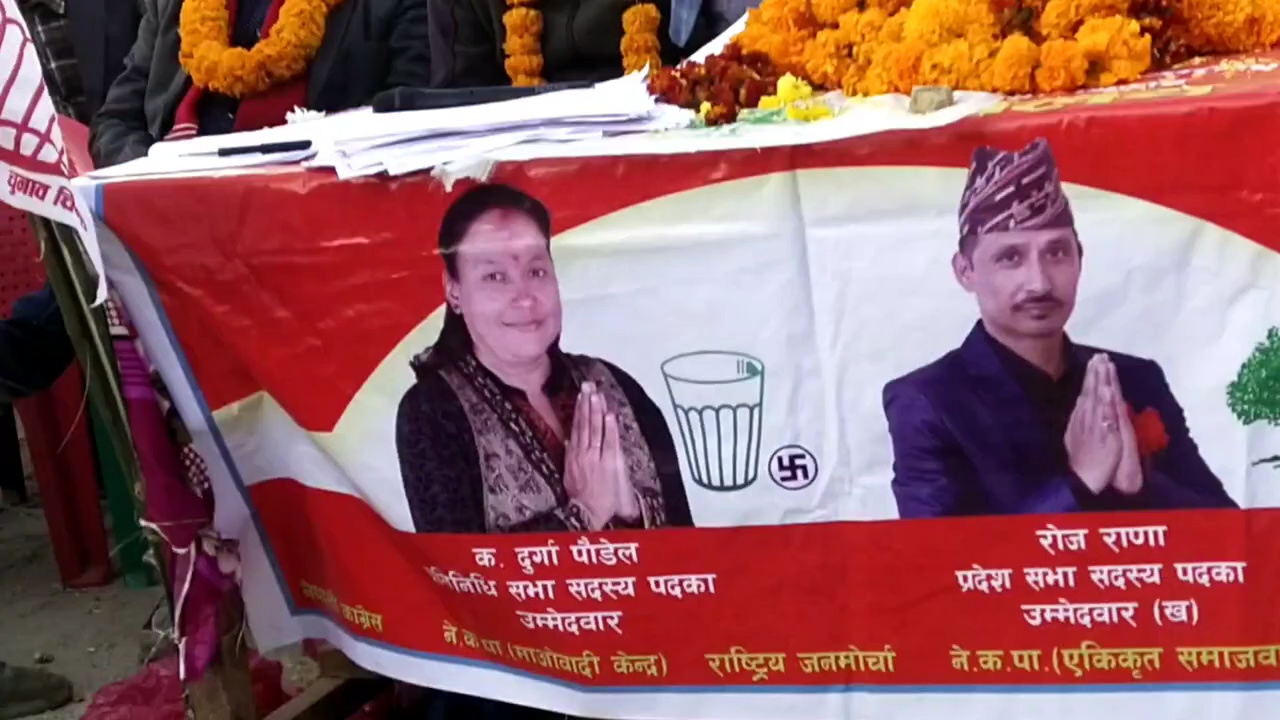 चुनाव चि
क. दुर्गा पौडेल
निधि सभा सदस्य पदका
उम्मेदवार
रोज राणा
प्रदेश सभा सदस्य पदका
उम्मेदवार (ख)
नेपाली काग्रेस
ने.क.पा.(माओवादी केन्द्र)
राष्ट्रिय जनमोर्चा
ने.क.पा.(एकिकृत समाजवा